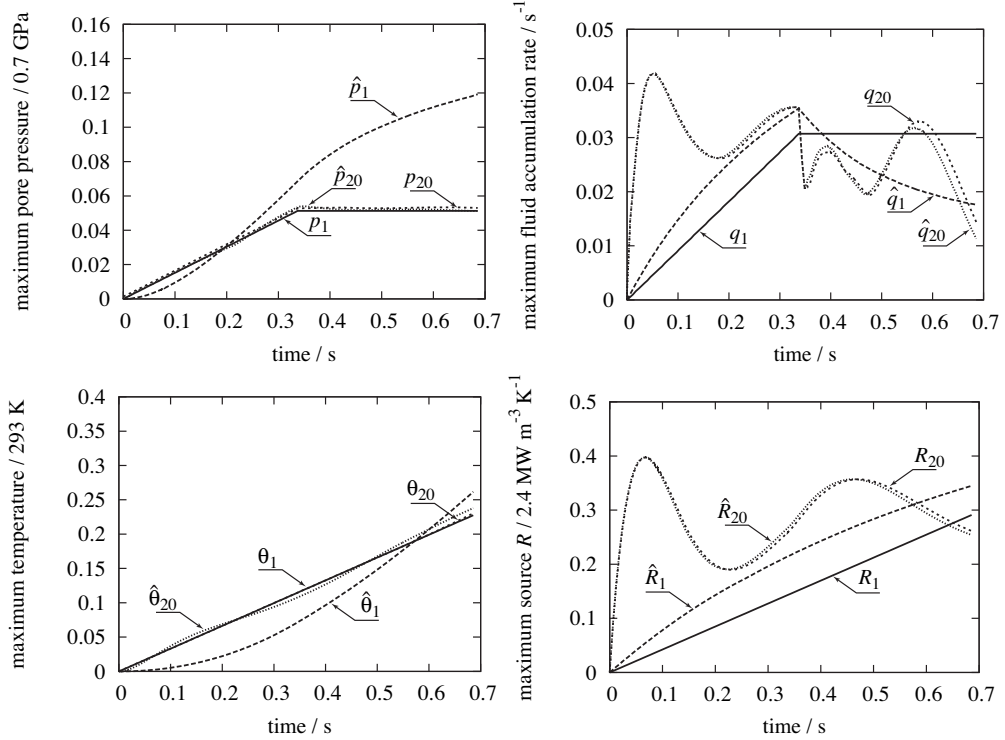 maximum pore pressure / 0.7 GPa
0.16
0.14
0.12
0.1
0.08
0.06
0.04
0.02
0
p̂1
p̂20
p20
p1
0 0.1 0.2 0.3 0.4 0.5 0.6 0.7
time / s
maximum fluid accumulation rate / s-1
0.05
0.04
0.03
0.02
0.01
0
q20
q̂1
q1
q̂20
0 0.1 0.2 0.3 0.4 0.5 0.6 0.7
time / s
maximum temperature / 293 K
0.4
0.35
0.3
0.25
0.2
0.15
0.1
0.05
0
θ20
θ1
θ̂20
θ̂1
0 0.1 0.2 0.3 0.4 0.5 0.6 0.7
time / s
maximum source R / 2.4 MW m-3 K-1
0.5
0.4
0.3
0.2
0.1
0
R20
R̂20
R̂1
R1
0 0.1 0.2 0.3 0.4 0.5 0.6 0.7
time / s